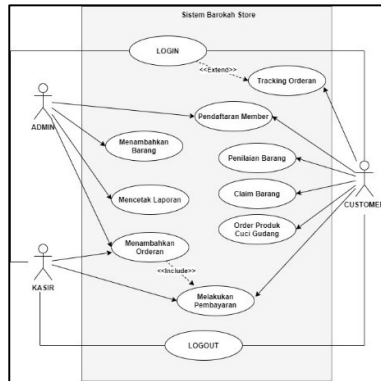 Sistem Barokah Store
LOGIN
<<Extend>>
Tracking Orderan
Pendaftaran Member
ADMIN
Menambahkan
Barang
Penilaian Barang
Mencetak Laporan
Claim Barang
CUSTOMER
Order Produk
Cuci Gudang
Menambahkan
Orderan
KASIR
<<Include>>
Melakukan
Pembayaran
LOGOUT